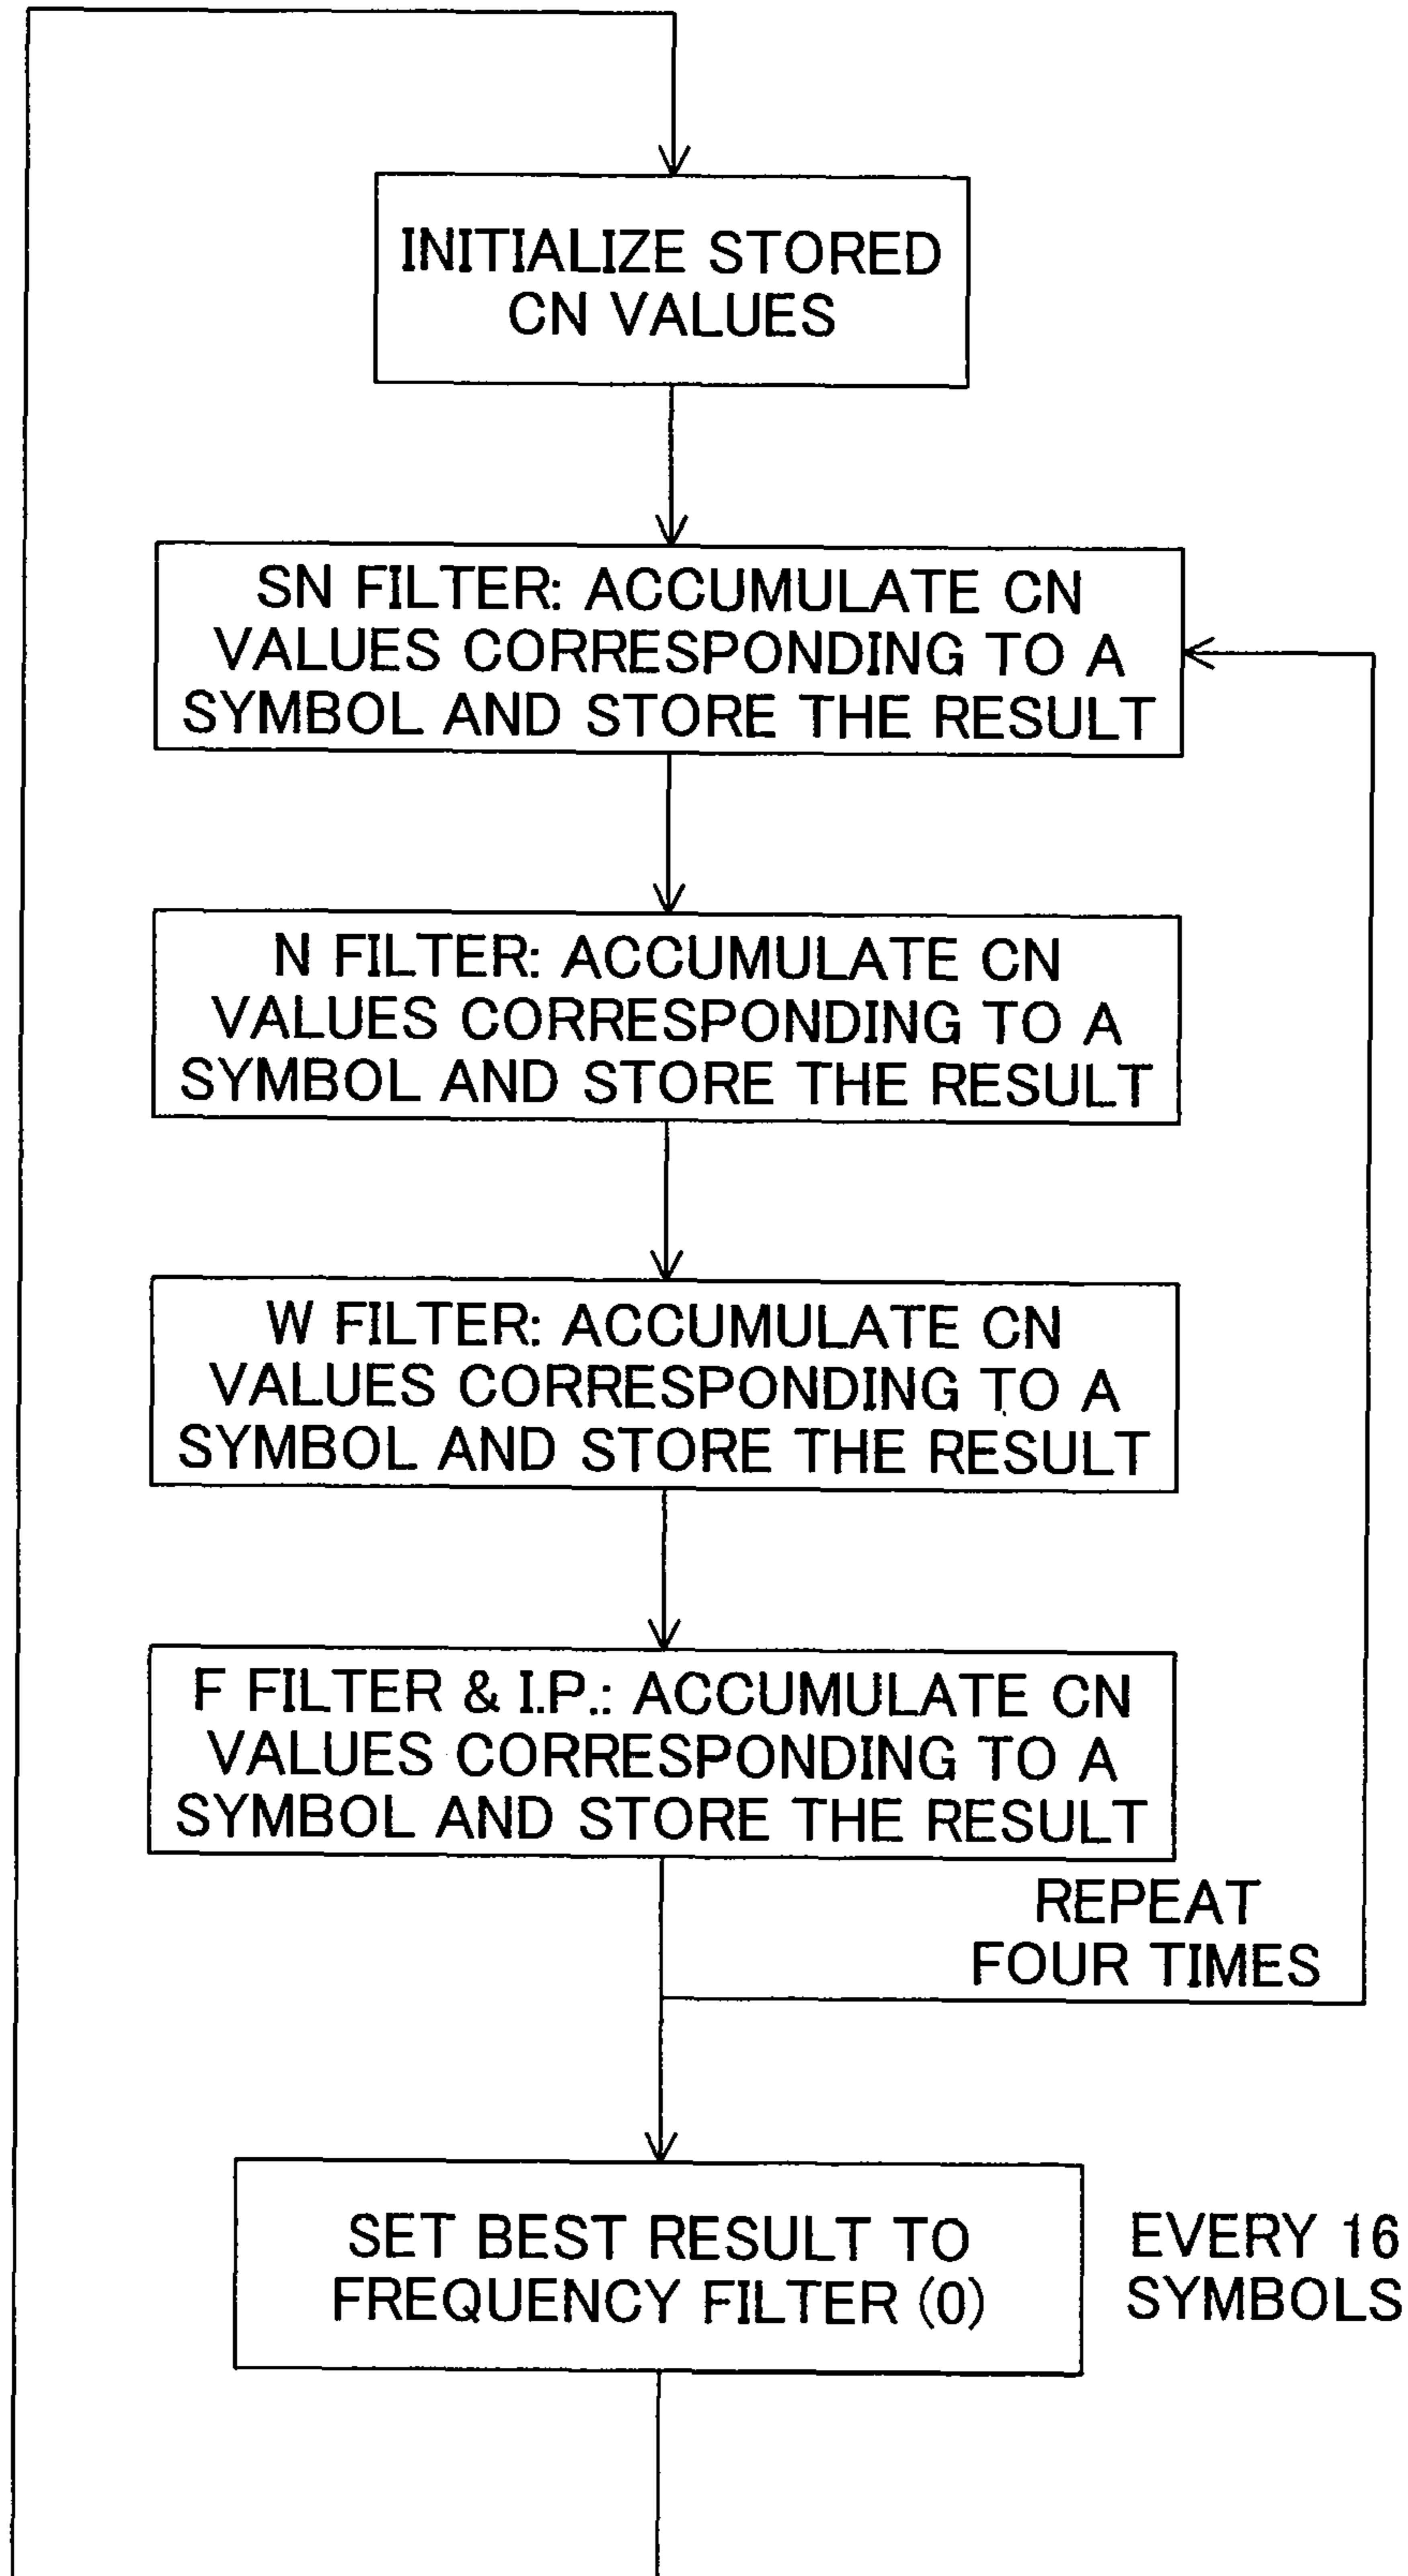 INITIALIZE STORED
CN VALUES
SN FILTER: ACCUMULATE CN
VALUES CORRESPONDING TO A
SYMBOL AND STORE THE RESULT
N FILTER: ACCUMULATE CN
VALUES CORRESPONDING TO A
SYMBOL AND STORE THE RESULT
W FILTER: ACCUMULATE CN
VALUES CORRESPONDING TO A
SYMBOL AND STORE THE RESULT
F FILTER & I.P.: ACCUMULATE CN
VALUES CORRESPONDING TO A
SYMBOL AND STORE THE RESULT
REPEAT
FOUR TIMES
SET BEST RESULT TO
FREQUENCY FILTER (0)
EVERY 16
SYMBOLS